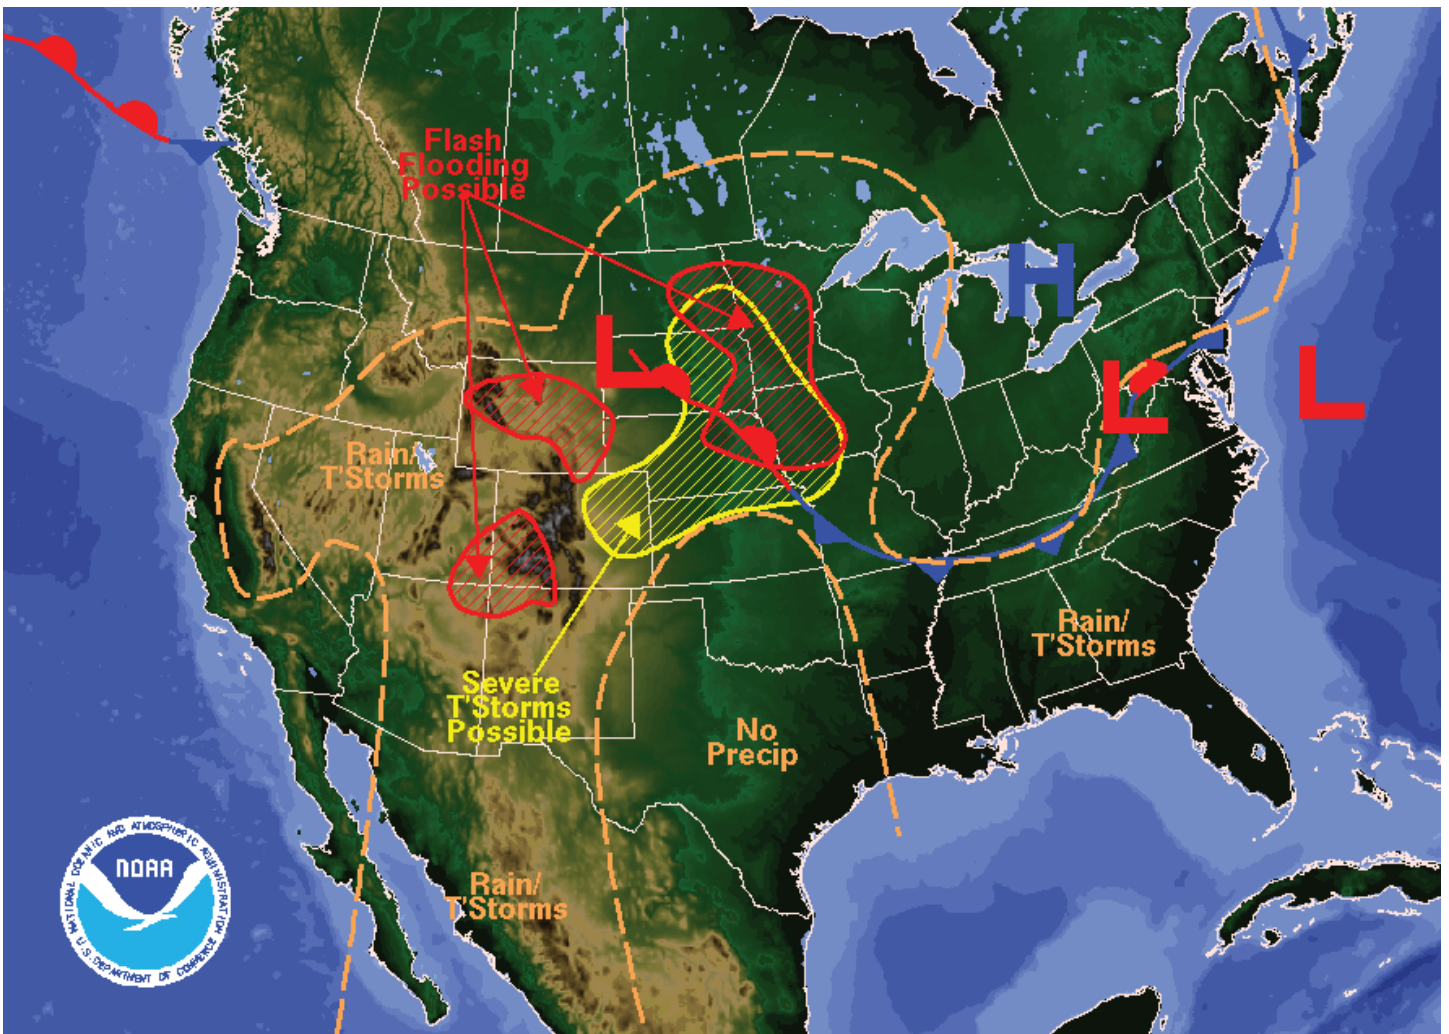 Flash
Flooding
Possible
H
L
L
L
Rain/
T'Storms
Rain/
T'Storms
Severe
T'Storms
Possible
No
Precip
Rain/
T'Storms
NATIONAL OCEANIC AND ATMOSPHERIC ADMINISTRATION
NOAA
U.S. DEPARTMENT OF COMMERCE